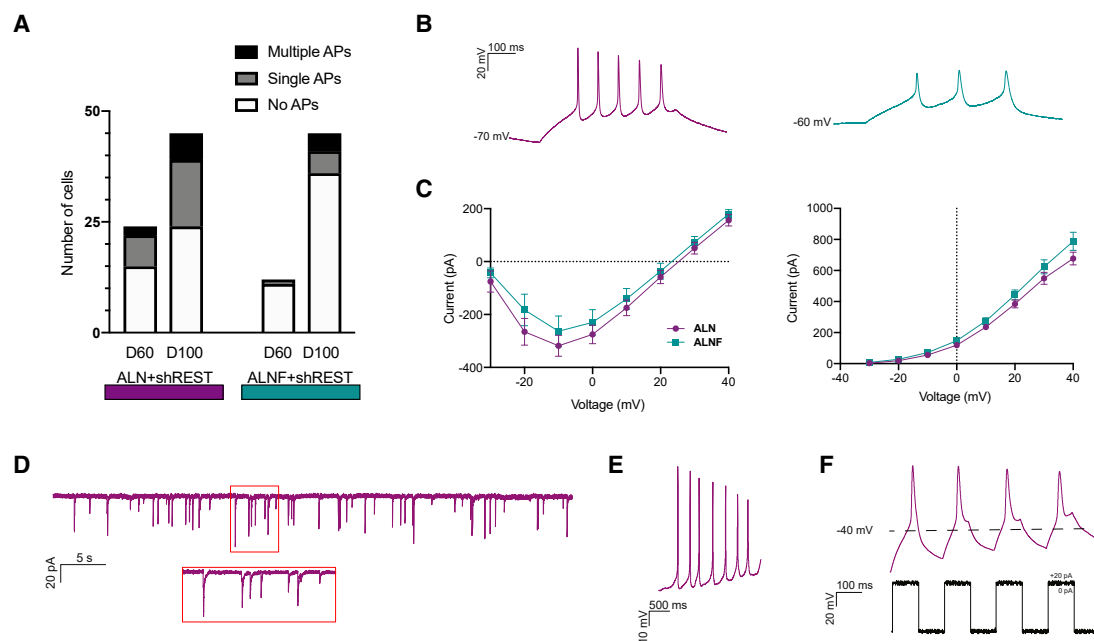 A
Multiple APs
Single APs
No APs
50
25
0
Number of cells
D60 D100 D60 D100
ALN+shREST ALNF+shREST
B
100 ms
20 mV
-70 mV
-60 mV
C
200
0
-200
-400
Current (pA)
-20 0 20 40
Voltage (mV)
ALN
ALNF
1000
800
600
400
200
0
Current (pA)
-40 -20 0 20 40
Voltage (mV)
D
20 pA
5 s
E
500 ms
10 mV
F
-40 mV
100 ms
20 mV
+20 pA
0 pA